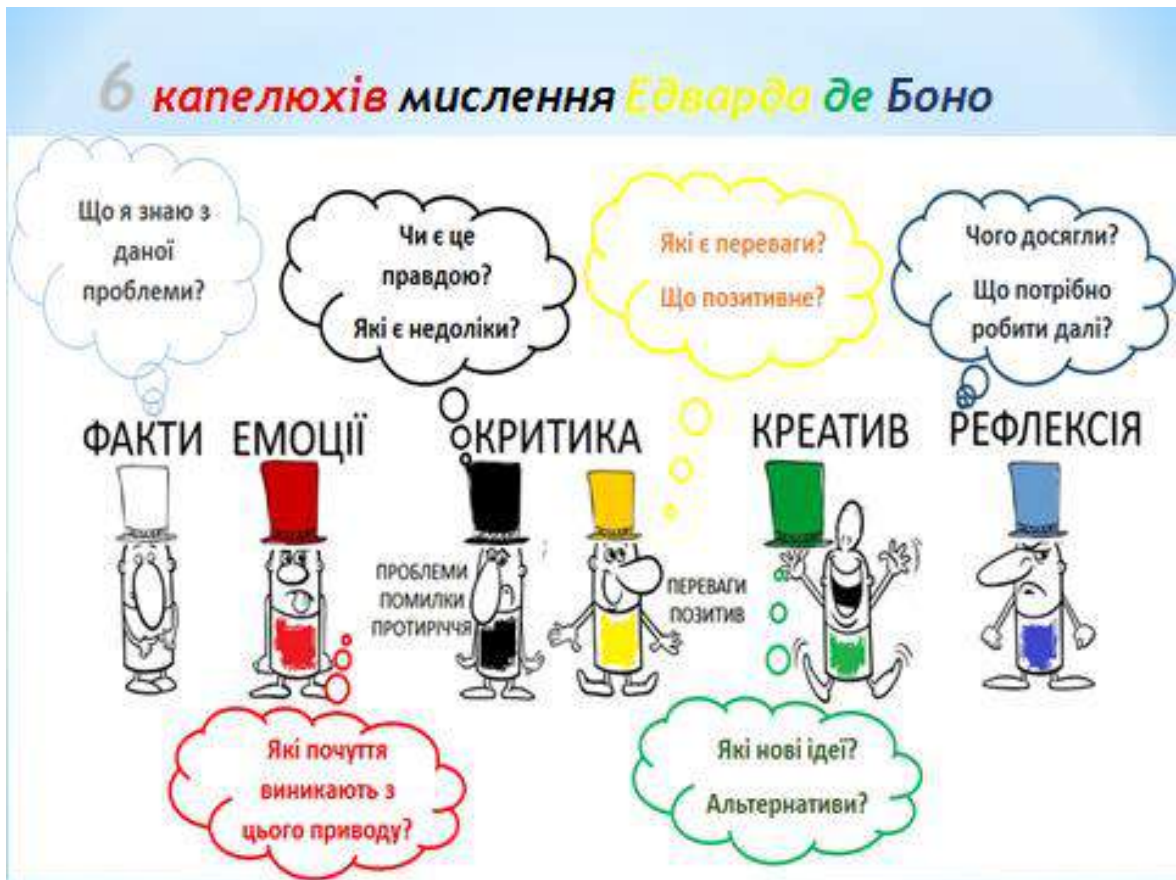 6 капелюхів мислення Едварда де Боно
Що я знаю з
даної
проблеми?
Чи є це
правдою?
Які є недоліки?
Які є переваги?
Що позитивне?
Чого досягли?
Що потрібно
робити далі?
ФАКТИ
ЕМОЦІЇ
КРИТИКА
КРЕАТИВ
РЕФЛЕКСІЯ
ПРОБЛЕМИ
ПОМИЛКИ
ПРОТИРІЧЧЯ
ПЕРЕВАГИ
ПОЗИТИВ
Які почуття
виникають з
цього приводу?
Які нові ідеї?
Альтернативи?